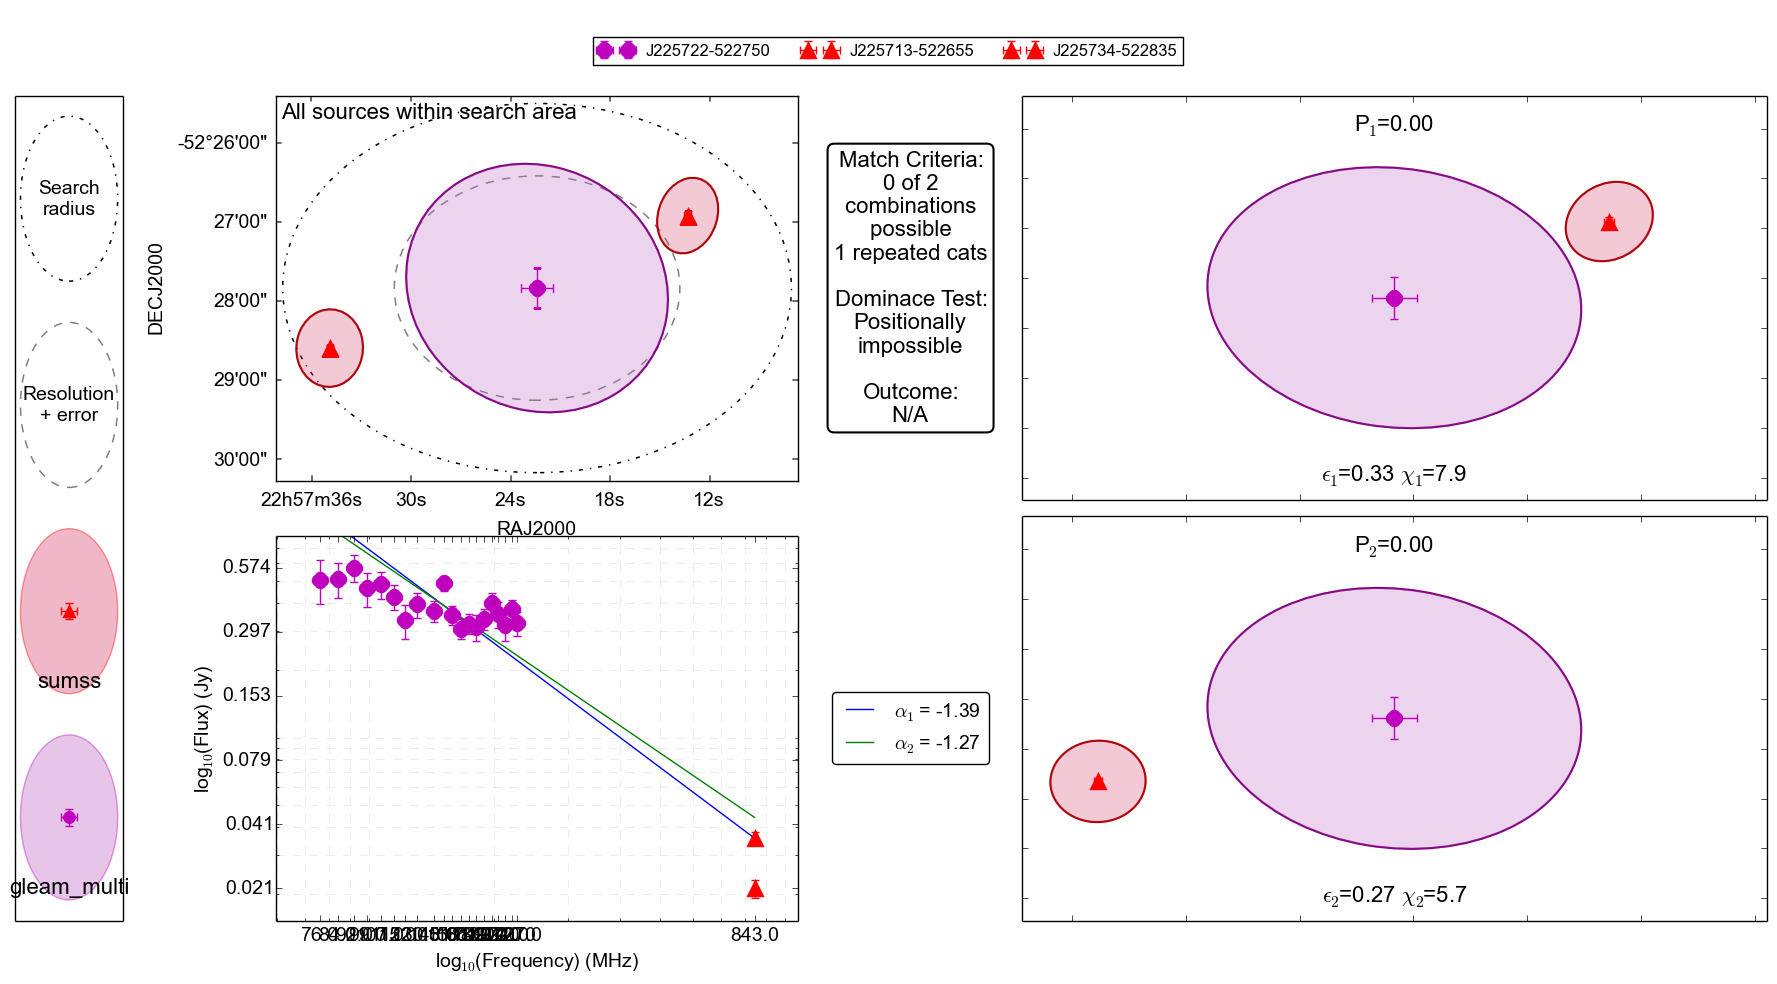 J225722-522750
J225713-522655
J225734-522835
Search
radius
Resolution
+ error
sumss
gleam_multi
All sources within search area
DECJ2000
-52°26'00"
27'00"
28'00"
29'00"
30'00"
22h57m36s
30s
24s
18s
12s
RAJ2000
Match Criteria:
0 of 2
combinations
possible
1 repeated cats
Dominace Test:
Positionally
impossible
Outcome:
N/A
P1=0.00
ϵ1=0.33 χ1=7.9
log10(Flux) (Jy)
0.574
0.297
0.153
0.079
0.041
0.021
843.0
log10(Frequency) (MHz)
α1 = -1.39
α2 = -1.27
P2=0.00
ϵ2=0.27 χ2=5.7